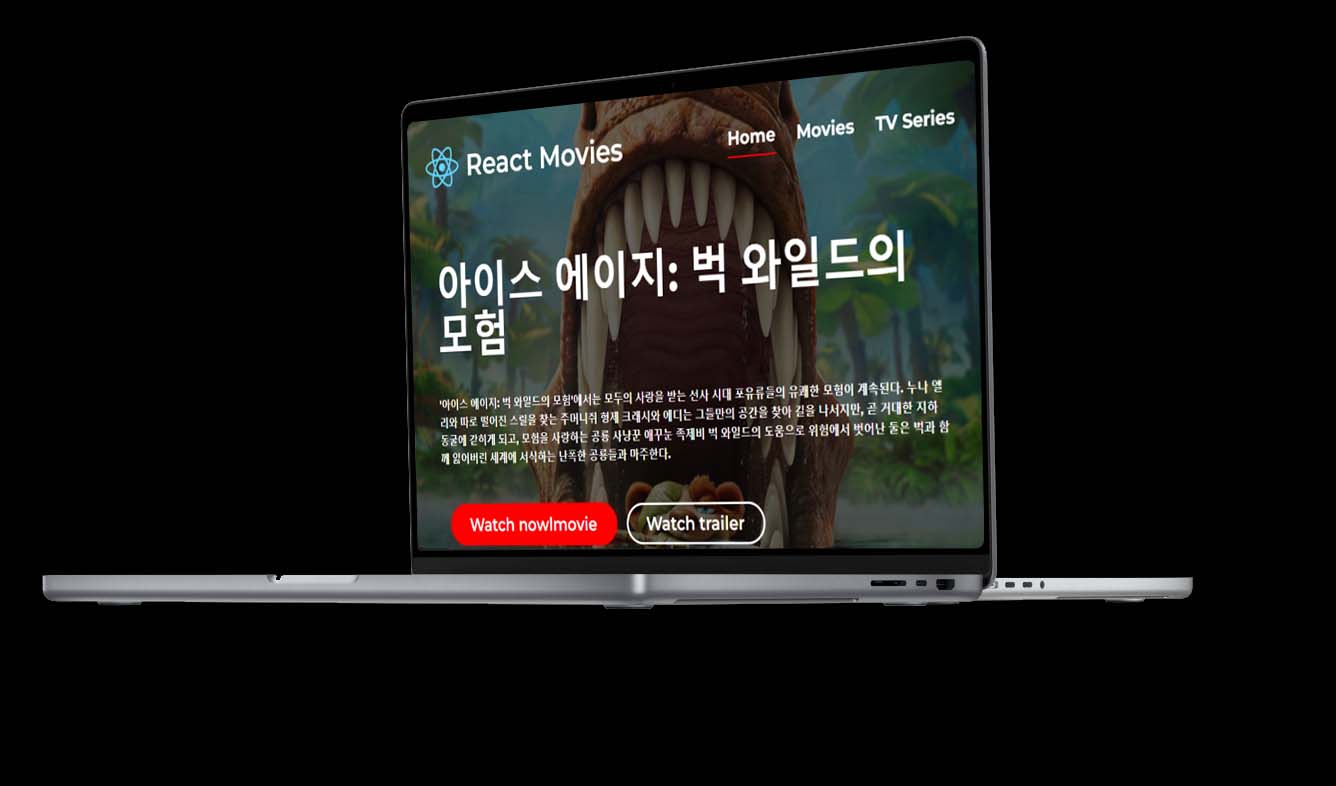 React Movies
Home Movies TV Series
아이스 에이지: 벅 와일드의
모험
'아이스 에이지: 벅 와일드의 모험'에서는 모두의 사랑을 받는 선사 시대 포유류들의 유쾌한 모험이 계속된다. 누나 엘
리와 따로 떨어진 스릴을 찾는 주머니쥐 형제 크래시와 에디는 그들만의 공간을 찾아 길을 나서지만, 곧 거대한 지하
동굴에 갇히게 되고, 모험을 사랑하는 공룡 사냥꾼 애꾸눈 족제비 벅 와일드의 도움으로 위험에서 벗어난 둘은 벅과 함
께 잃어버린 세계에 서식하는 난폭한 공룡들과 마주한다.
Watch now|movie Watch trailer